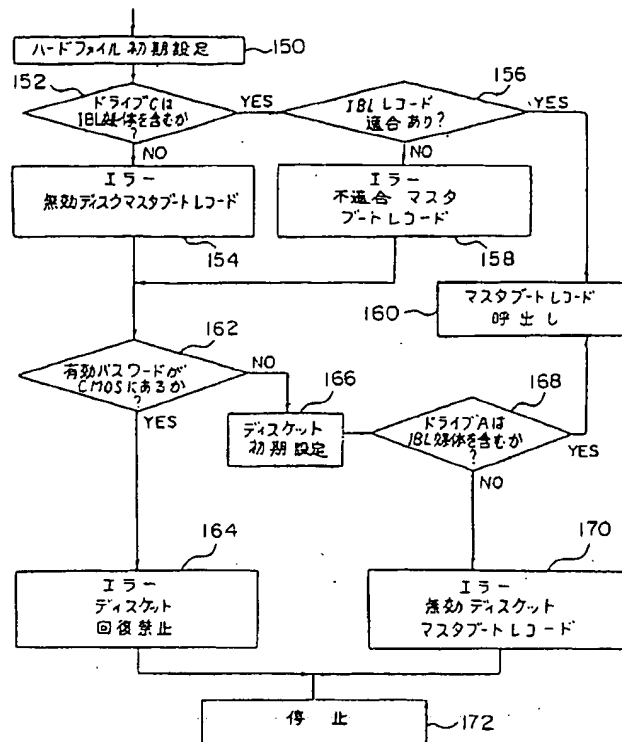 ハードファイル 初期設定
150
152
ドライブCは
IBL媒体を含むか
?
YES
156
IBL レコード
適合あり?
YES
NO
NO
エラー
無効ディスクマスタブートレコード
154
エラー
不適合 マスタ
ブートレコード
158
160
マスタブートレコード
呼出し
162
有効パスワードが
CMOSにあるか
?
NO
YES
166
ディスケット
初期設定
168
ドライブAは
IBL媒体を含むか
?
YES
NO
164
エラー
ディスケット
回復禁止
170
エラー
無効ディスケット
マスタブートレコード
停止
172